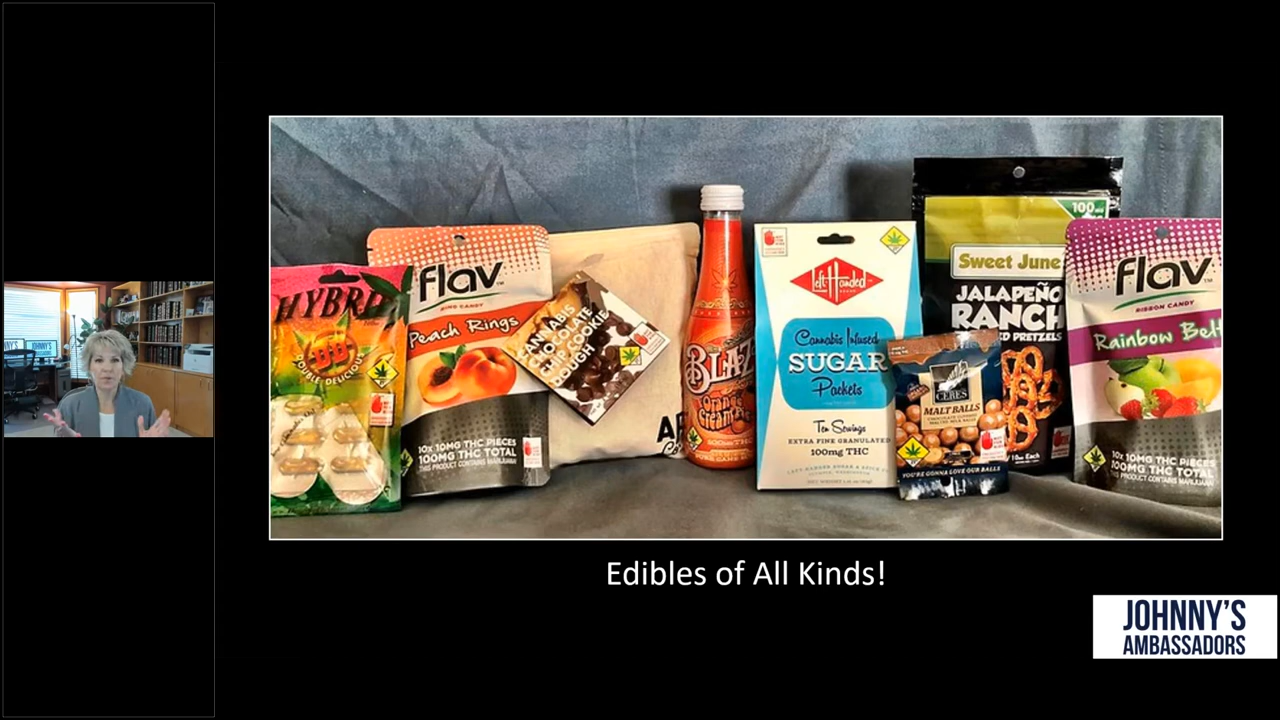 HYBRID
DOUBLE DELICIOUS
flav
RING CANDY
Peach Rings
10X 10MG THC PIECES
100MG THC TOTAL
THIS PRODUCT CONTAINS MARIJUANA
CANNABIS
CHOCOLATE
CHIP COOKIE
DOUGH
BLAZ
Orange
Cream
Left-Handed
Cannabis Infused
SUGAR
Packets
Ten Servings
EXTRA FINE GRANULATED
100mg THC
CERES
MALT BALLS
YOU'RE GONNA LOVE OUR BALLS
100mg
Sweet June
JALAPEÑO
RANCH
PRETZELS
flav
RIBBON CANDY
Rainbow Belt
10X 10MG THC PIECES
100MG THC TOTAL
THIS PRODUCT CONTAINS MARIJUANA
Edibles of All Kinds!
JOHNNY'S
AMBASSADORS